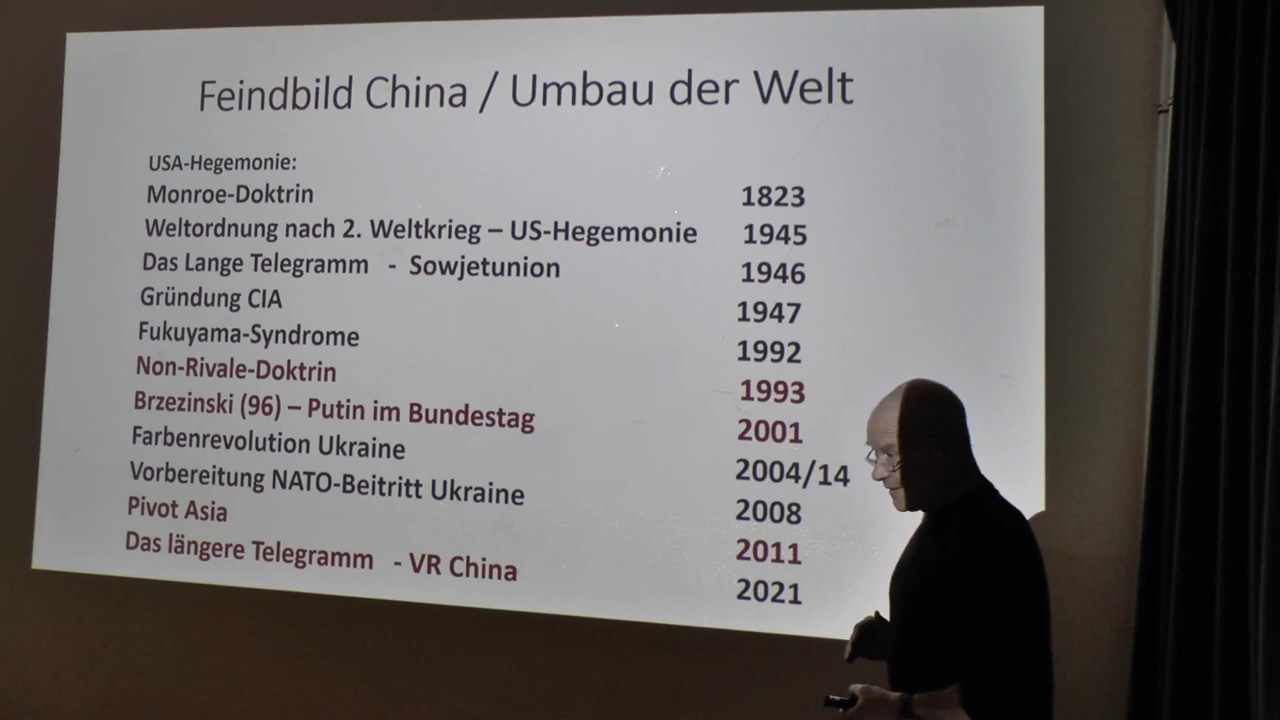 Feindbild China / Umbau der Welt
USA-Hegemonie:
Monroe-Doktrin 1823
Weltordnung nach 2. Weltkrieg – US-Hegemonie 1945
Das Lange Telegramm - Sowjetunion 1946
Gründung CIA 1947
Fukuyama-Syndrome 1992
Non-Rivale-Doktrin 1993
Brzezinski (96) – Putin im Bundestag 2001
Farbenrevolution Ukraine 2004/14
Vorbereitung NATO-Beitritt Ukraine 2008
Pivot Asia 2011
Das längere Telegramm - VR China 2021